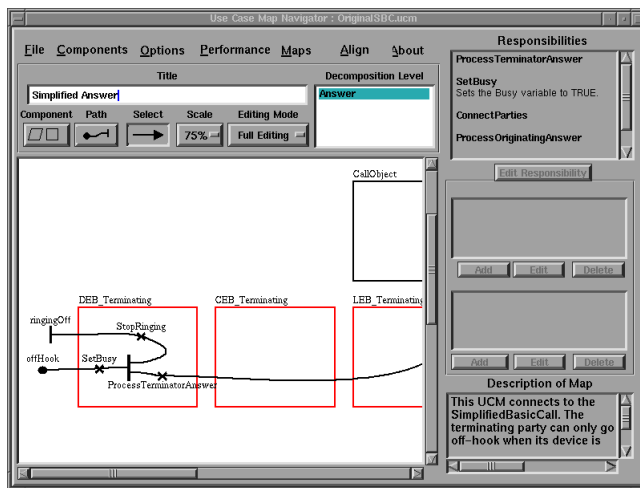 Use Case Map Navigator : OriginalSBC.ucm
File Components Options Performance Maps Align About
Title
Simplified Answer
Decomposition Level
Answer
Component Path Select Scale Editing Mode
75% Full Editing
Responsibilities
ProcessTerminatorAnswer
SetBusy
Sets the Busy variable to TRUE.
ConnectParties
ProcessOriginatingAnswer
Edit Responsibility
Add Edit Delete
Add Edit Delete
Description of Map
This UCM connects to the
SimplifiedBasicCall. The
terminating party can only go
off-hook when its device is
CallObject
DEB_Terminating CEB_Terminating LEB_Terminating
ringingOff
StopRinging
offHook
SetBusy
ProcessTerminatorAnswer